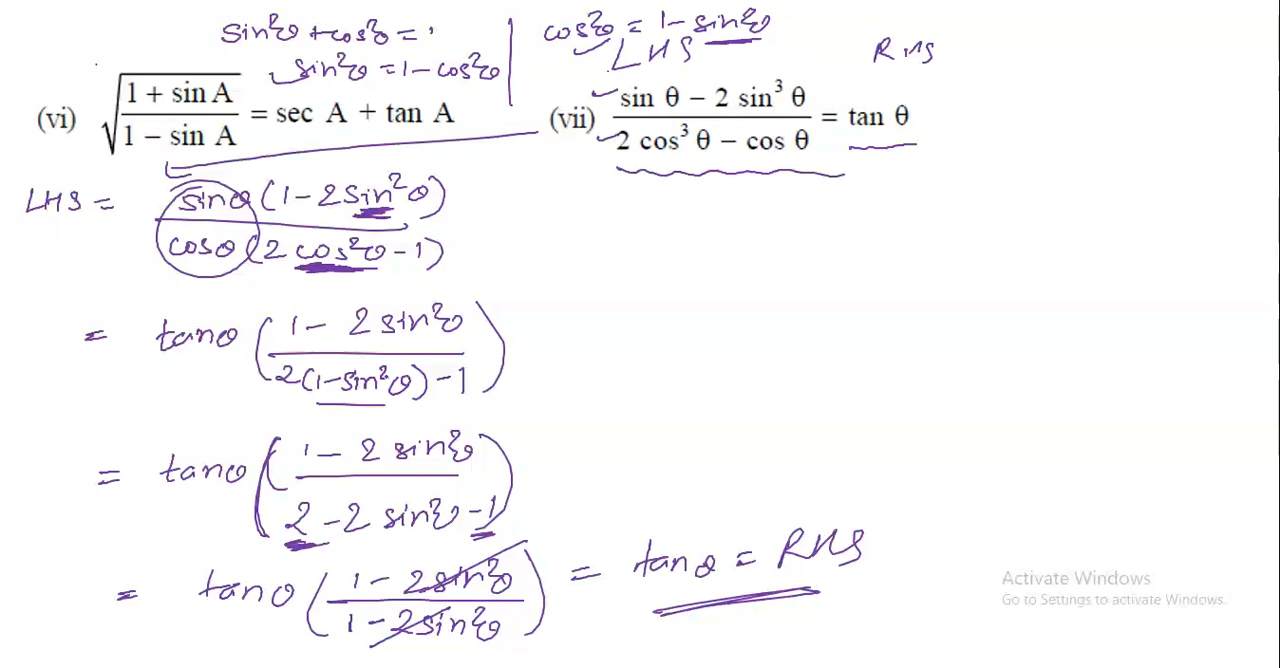 sin²θ + cos²θ = 1
sin²θ = 1 - cos²θ
cos²θ = 1 - sin²θ
LHS
RHS
(vi) √((1 + sin A)/(1 − sin A)) = sec A + tan A
(vii) (sin θ − 2 sin³ θ)/(2 cos³ θ − cos θ) = tan θ
LHS = sinθ(1-2sin²θ)/cosθ(2cos²θ-1)
= tanθ((1-2sin²θ)/(2(1-sin²θ)-1))
= tanθ((1-2sin²θ)/(2-2sin²θ-1))
= tanθ((1-2sin²θ)/(1-2sin²θ)) = tanθ = RHS
Activate Windows
Go to Settings to activate Windows.